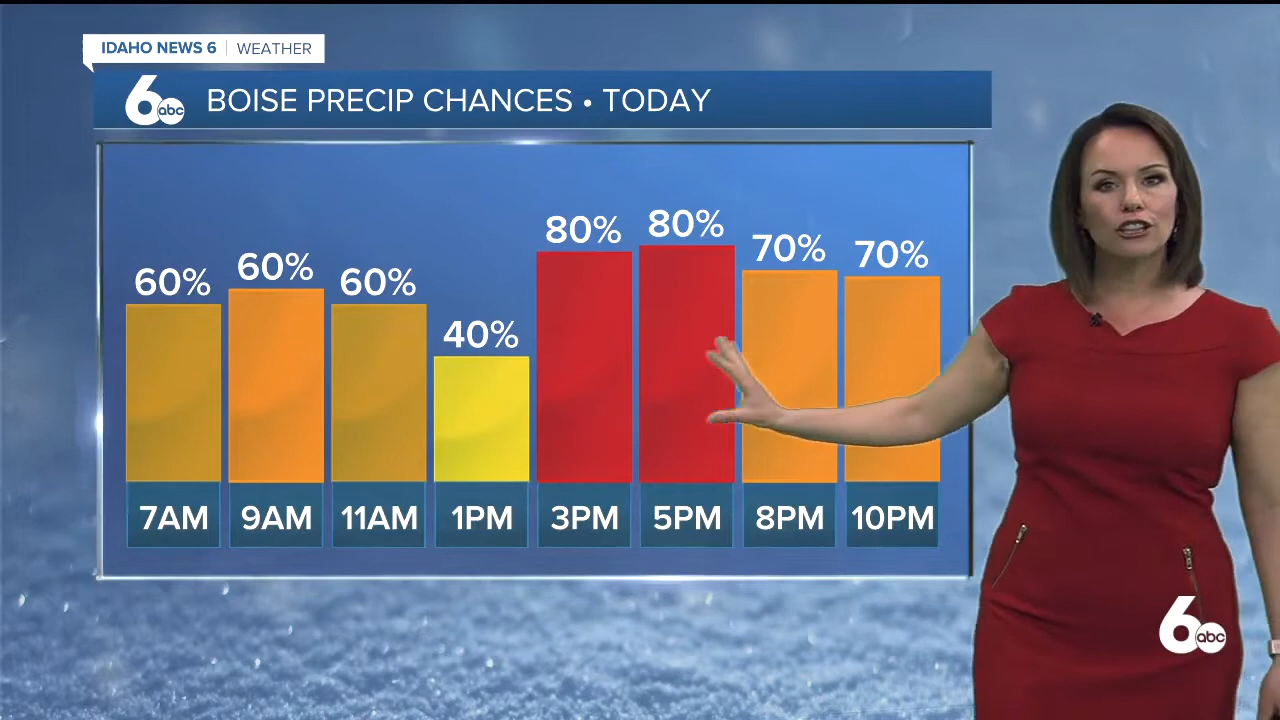 IDAHO NEWS 6 | WEATHER
6 abc BOISE PRECIP CHANCES • TODAY
60% 60% 60% 40% 80% 80% 70% 70%
7AM 9AM 11AM 1PM 3PM 5PM 8PM 10PM
6 abc